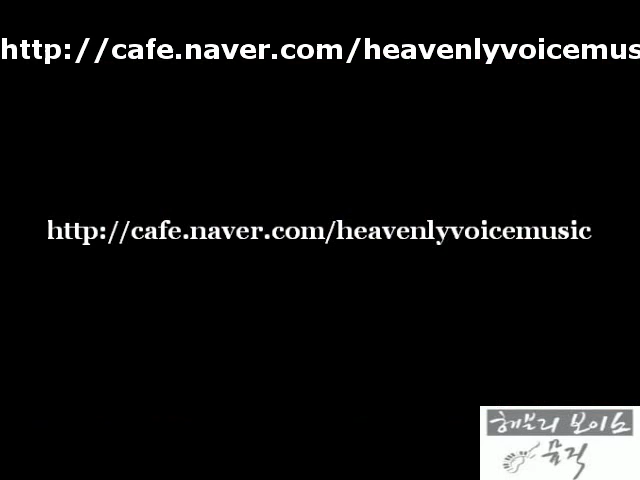 http://cafe.naver.com/heavenlyvoicemus
http://cafe.naver.com/heavenlyvoicemusic
헤븐리 보이스
뮤직